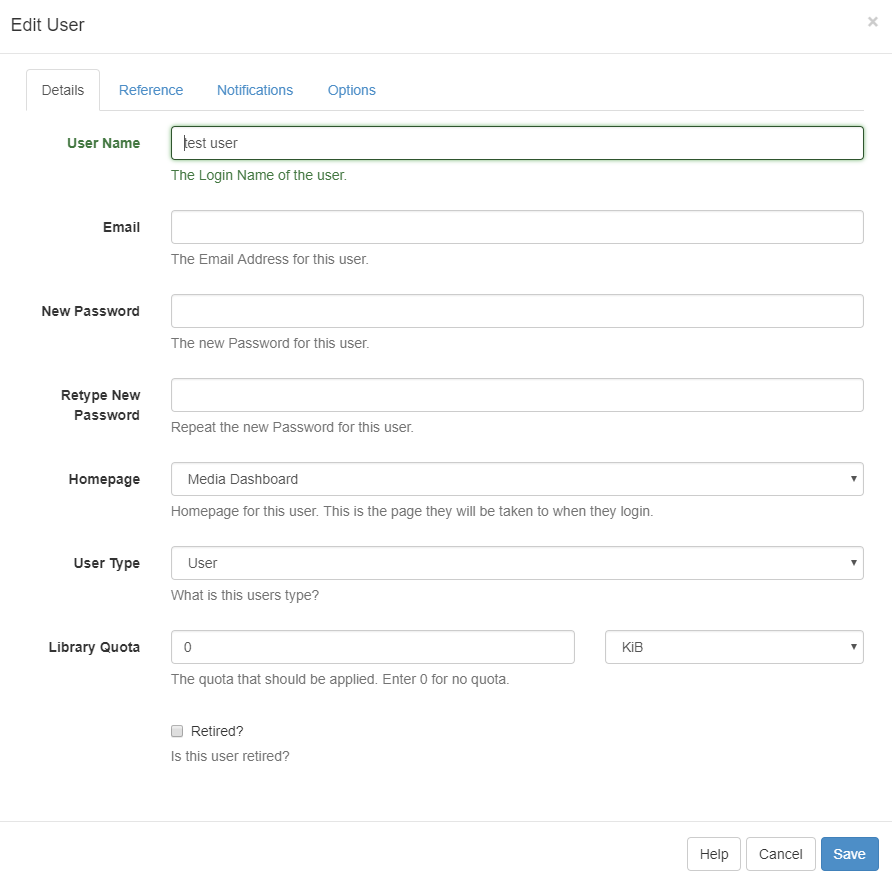 Edit User
×
Details Reference Notifications Options
User Name test user
The Login Name of the user.
Email
The Email Address for this user.
New Password
The new Password for this user.
Retype New
Password
Repeat the new Password for this user.
Homepage Media Dashboard
Homepage for this user. This is the page they will be taken to when they login.
User Type User
What is this users type?
Library Quota 0 KiB
The quota that should be applied. Enter 0 for no quota.
Retired?
Is this user retired?
Help Cancel Save